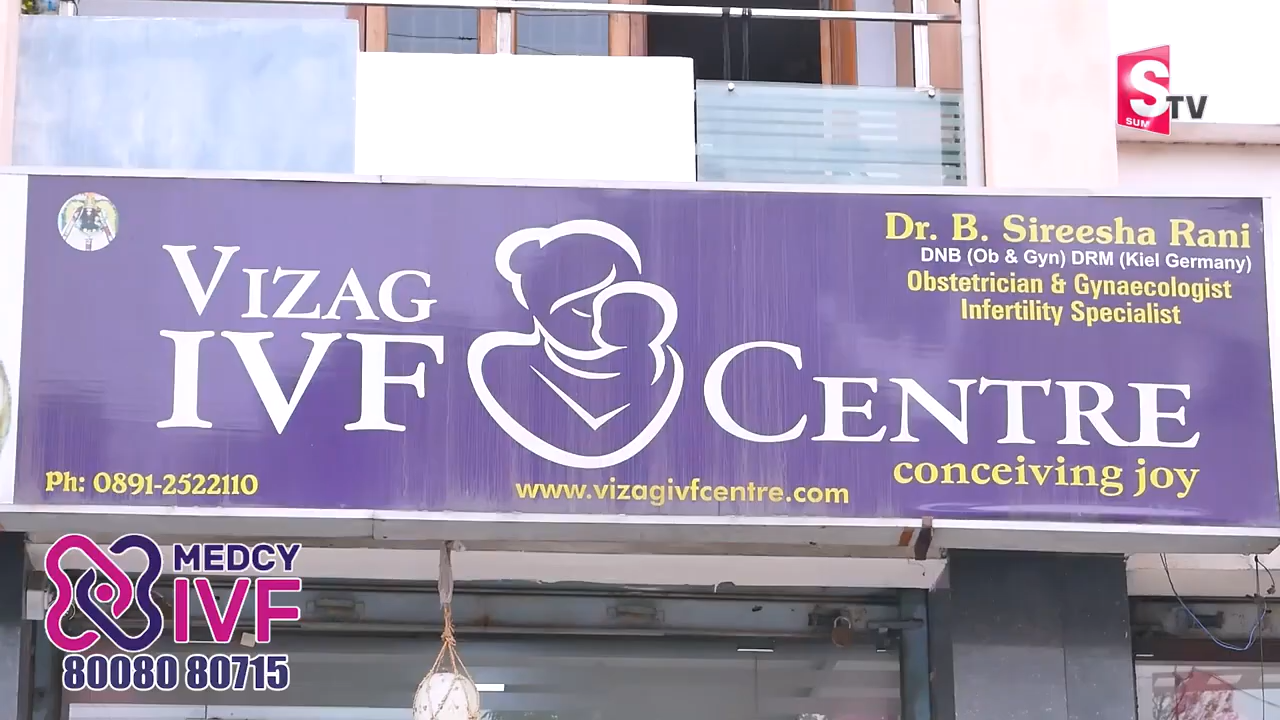 S TV
SUM
Dr. B. Sireesha Rani
DNB (Ob & Gyn) DRM (Kiel Germany)
Obstetrician & Gynaecologist
Infertility Specialist
VIZAG
IVF CENTRE
conceiving joy
Ph: 0891-2522110
www.vizagivfcentre.com
MEDCY
IVF
80080 80715